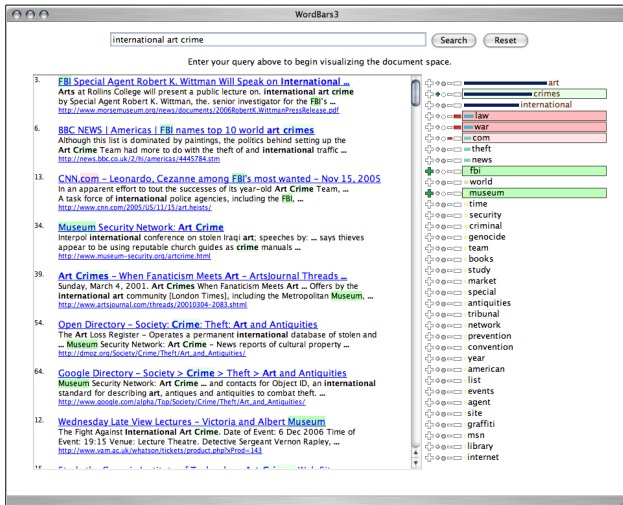 WordBars3
international art crime
Search
Reset
Enter your query above to begin visualizing the document space.
3. FBI Special Agent Robert K. Wittman Will Speak on International ...
Arts at Rollins College will present a public lecture on. international art crime
by Special Agent Robert K. Wittman, the. senior investigator for the FBI's ...
http://www.morsemuseum.org/news/documents/2006RobertK.WittmanPressRelease.pdf
6. BBC NEWS | Americas | FBI names top 10 world art crimes
Although this list is dominated by paintings, the politics behind setting up the
Art Crime Team had more to do with the theft and international traffic ...
http://news.bbc.co.uk/2/hi/americas/4445784.stm
13. CNN.com - Leonardo, Cezanne among FBI's most wanted - Nov 15, 2005
In an apparent effort to tout the successes of its year-old Art Crime Team, ...
A task force of international police agencies, including the FBI, ...
http://www.cnn.com/2005/US/11/15/art.heists/
34. Museum Security Network: Art Crime
Interpol international conference on stolen Iraqi art; speeches by: ... says thieves
appear to be using reputable church guides as crime manuals ...
http://www.museum-security.org/artcrime.html
39. Art Crimes - When Fanaticism Meets Art - ArtsJournal Threads ...
Sunday, March 4, 2001. Art Crimes When Fanaticism Meets Art ... Offers by the
international art community [London Times], including the Metropolitan Museum, ...
http://www.artsjournal.com/threads/20010304-2083.shtml
54. Open Directory - Society: Crime: Theft: Art and Antiquities
The Art Loss Register - Operates a permanent international database of stolen and
... Museum Security Network: Art Crime - News reports of cultural property ...
http://dmoz.org/Society/Crime/Theft/Art_and_Antiquities/
64. Google Directory - Society > Crime > Theft > Art and Antiquities
Museum Security Network: Art Crime ... and contacts for Object ID, an international
standard for describing art, antiques and antiquities to combat theft. ...
http://www.google.com/alpha/Top/Society/Crime/Theft/Art_and_Antiquities/
12. Wednesday Late View Lectures - Victoria and Albert Museum
The Fight Against International Art Crime. Date of Event: 6 Dec 2006 Time of
Event: 19:15 Venue: Lecture Theatre. Detective Sergeant Vernon Rapley, ...
http://www.vam.ac.uk/whatson/tickets/product.php?xProd=143
art
crimes
international
law
war
com
theft
news
fbi
world
museum
time
security
criminal
genocide
team
books
study
market
special
antiquities
tribunal
network
prevention
convention
year
american
list
events
agent
site
graffiti
msn
library
internet